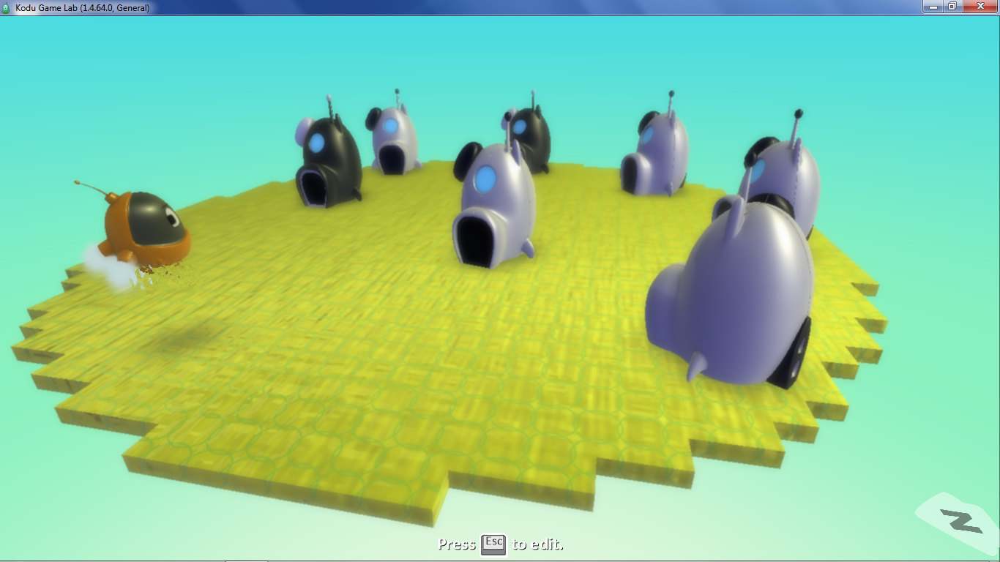 Kodu Game Lab (1.4.64.0, General)
Press Esc to edit.